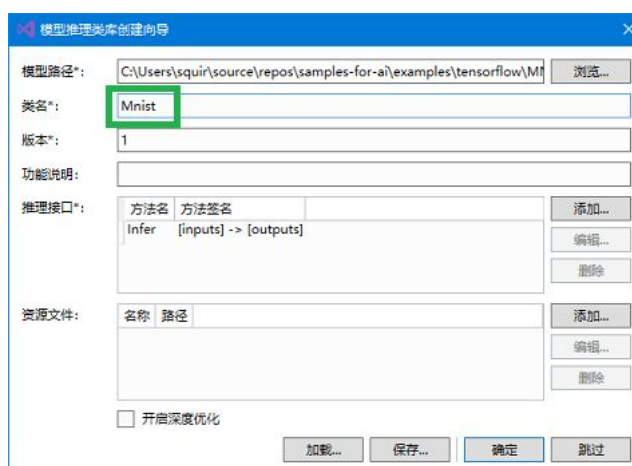 模型推理类库创建向导
模型路径*: C:\Users\squir\source\repos\samples-for-ai\examples\tensorflow\MI 浏览...
类名*: Mnist
版本*: 1
功能说明:
推理接口*: 方法名 方法签名 添加...
Infer [inputs] -> [outputs]
编辑...
删除
资源文件: 名称 路径 添加...
编辑...
删除
开启深度优化
加载... 保存... 确定 跳过